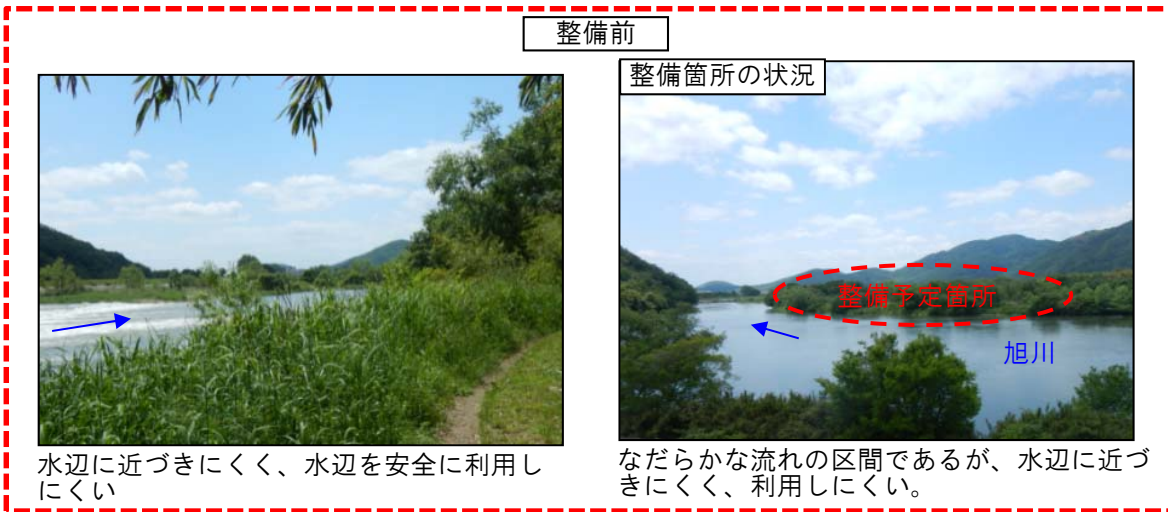 整備前
整備箇所の状況
整備予定箇所
旭川
水辺に近づきにくく、水辺を安全に利用し
にくい
なだらかな流れの区間であるが、水辺に近づ
きにくく、利用しにくい。